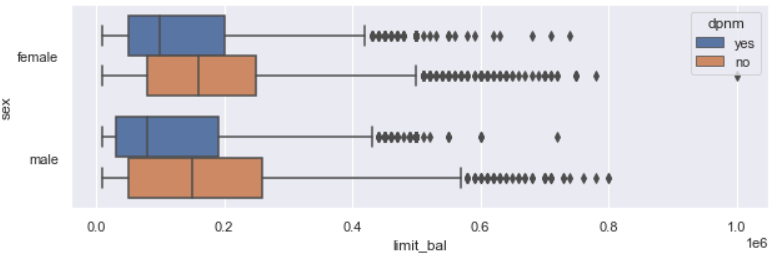 dpnm
yes
no
female
male
sex
0.0 0.2 0.4 0.6 0.8 1.0
1e6
limit_bal